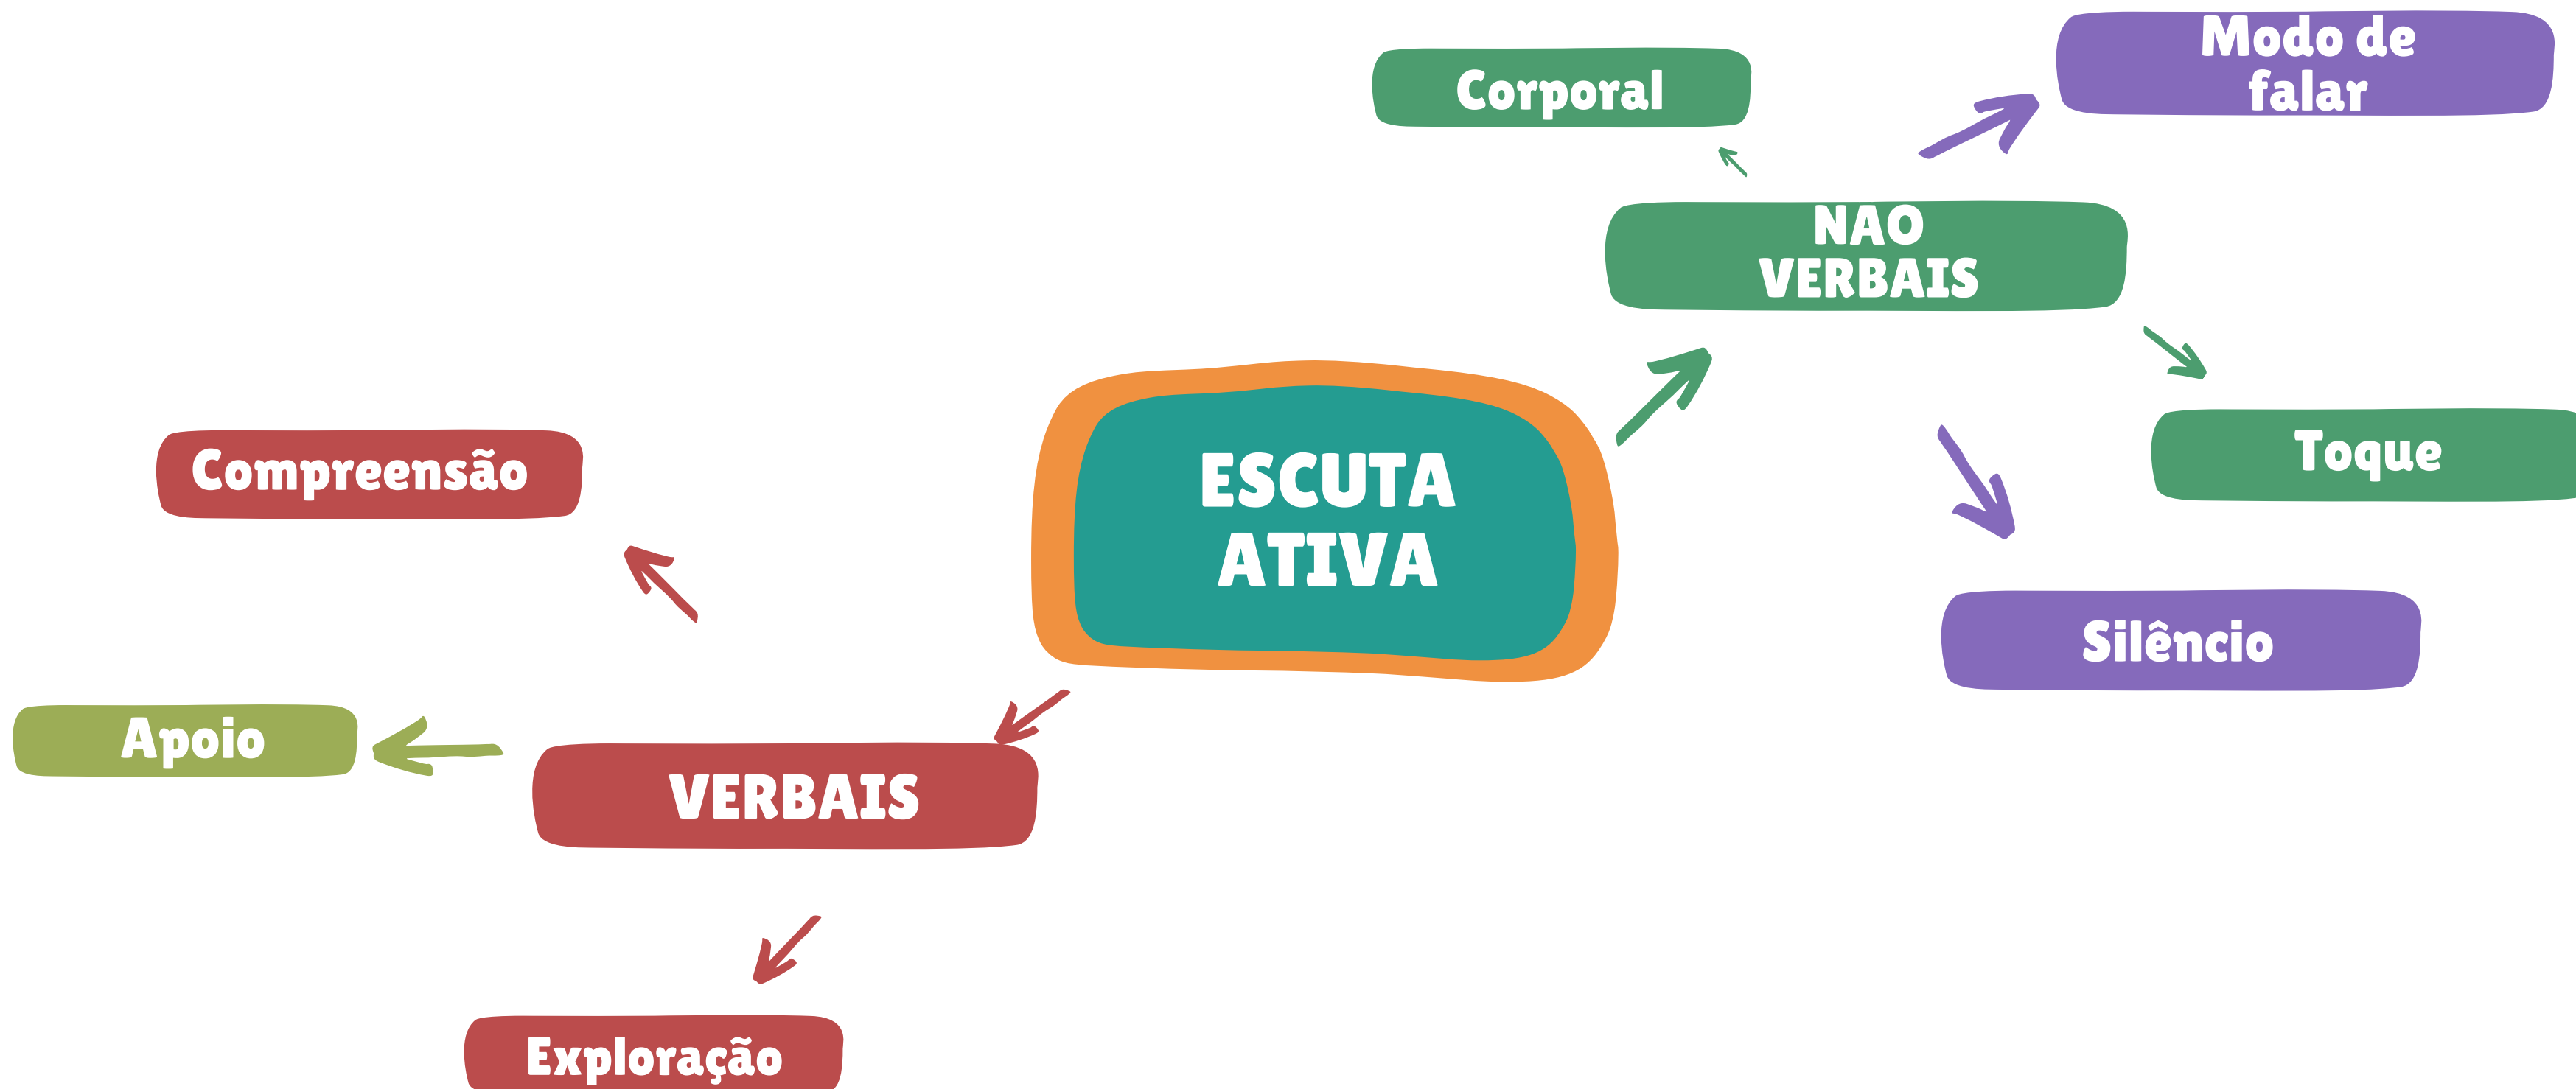 Modo de
falar
Corporal
NAO
VERBAIS
Toque
ESCUTA
ATIVA
Compreensão
Silêncio
Apoio
VERBAIS
Exploração